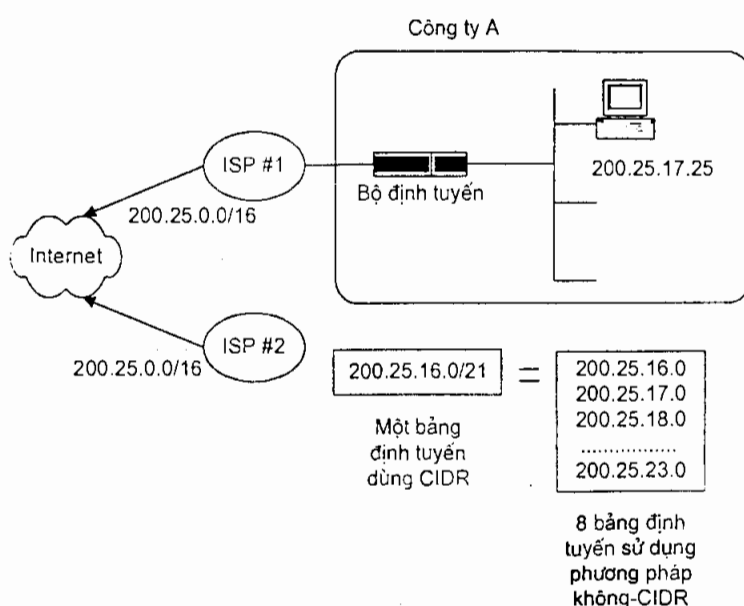 Công ty A
ISP #1
Bộ định tuyến
200.25.17.25
200.25.0.0/16
Internet
ISP #2
200.25.0.0/16
200.25.16.0/21
=
200.25.16.0
200.25.17.0
200.25.18.0
................
200.25.23.0
Một bảng
định tuyến
dùng CIDR
8 bảng định
tuyến sử dụng
phương pháp
không-CIDR